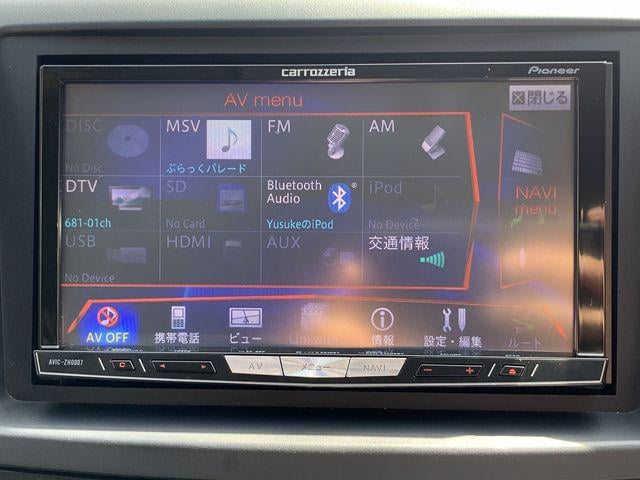 carrozzeria
Pioneer
AV menu
閉じる
DISC
MSV
FM
AM
No Disc
ぶらっくパレード
NAVI
menu
DTV
SD
Bluetooth
Audio
iPod
681-01ch
No Card
YusukeのiPod
No Device
USB
HDMI
AUX
交通情報
No Device
AV OFF
携帯電話
ビュー
Linkwith
情報
設定・編集
ルート
AVIC-ZH0007
AV
メニュー
NAVI